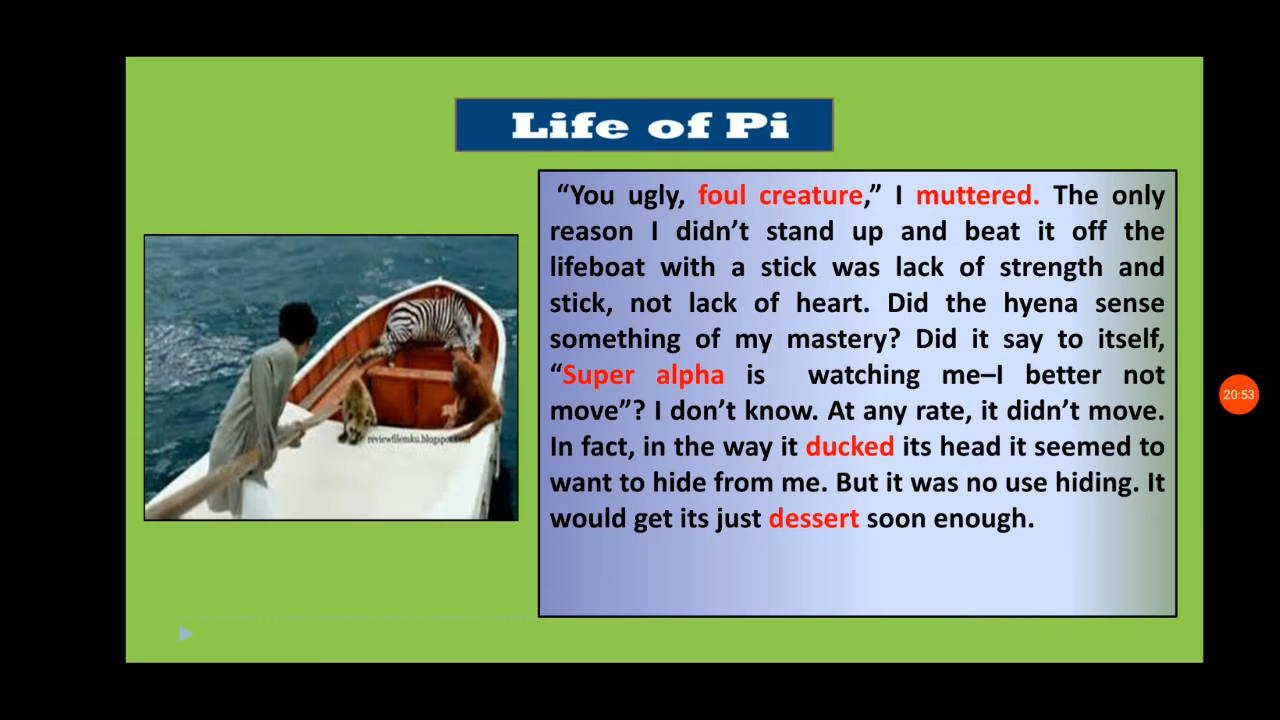 Life of Pi
“You ugly, foul creature,” I muttered. The only
reason I didn’t stand up and beat it off the
lifeboat with a stick was lack of strength and
stick, not lack of heart. Did the hyena sense
something of my mastery? Did it say to itself,
“Super alpha is watching me–I better not
move”? I don’t know. At any rate, it didn’t move.
In fact, in the way it ducked its head it seemed to
want to hide from me. But it was no use hiding. It
would get its just dessert soon enough.
20:53